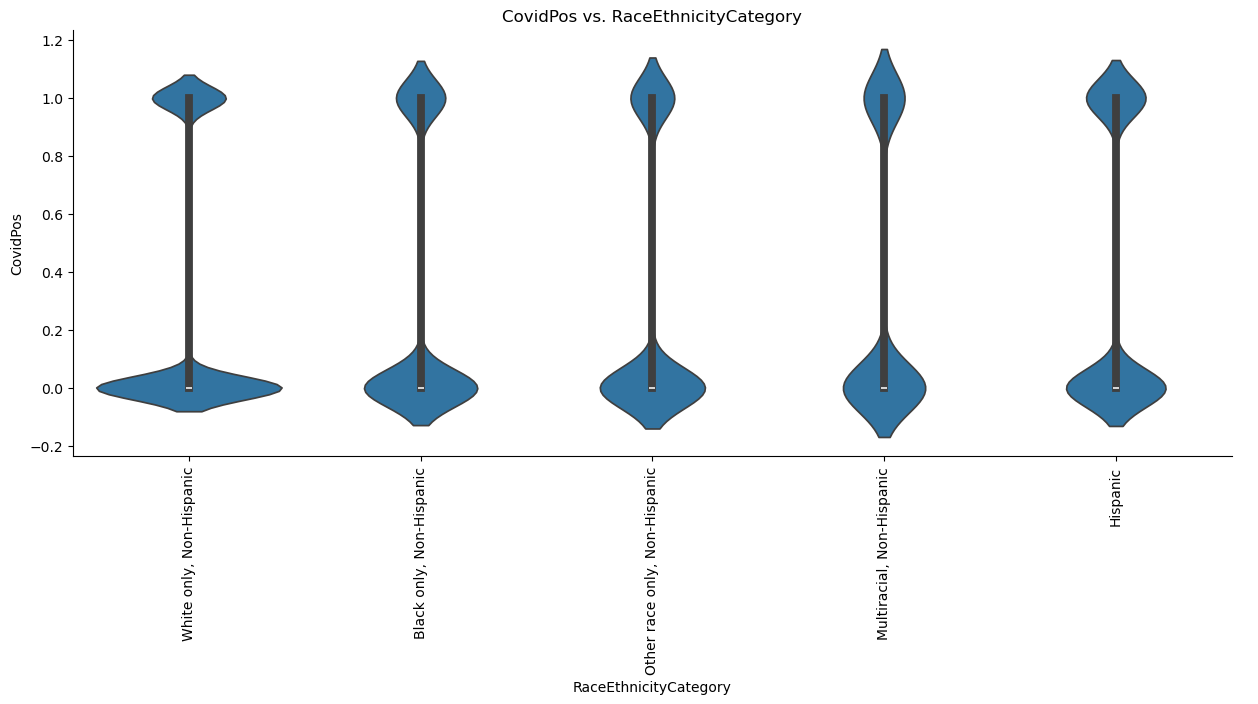 CovidPos vs. RaceEthnicityCategory
1.2
1.0
0.8
0.6
0.4
0.2
0.0
−0.2
CovidPos
White only, Non-Hispanic
Black only, Non-Hispanic
Other race only, Non-Hispanic
Multiracial, Non-Hispanic
Hispanic
RaceEthnicityCategory